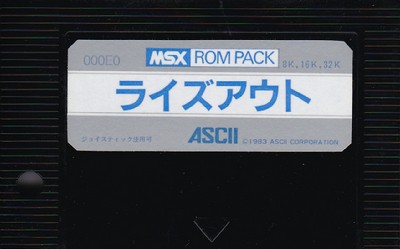 000E0 MSX ROM PACK 8K,16K,32K
ライズアウト
ジョイスティック使用可 ASCII ©1983 ASCII CORPORATION